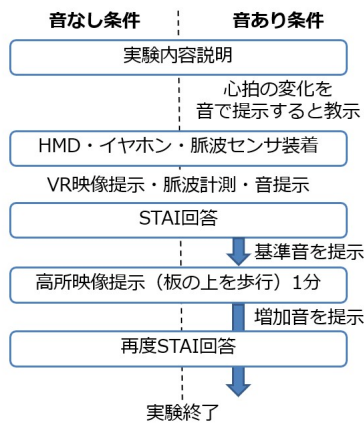 音なし条件
音あり条件
実験内容説明
心拍の変化を
音で提示すると教示
HMD・イヤホン・脈波センサ装着
VR映像提示・脈波計測・音提示
STAI回答
基準音を提示
高所映像提示（板の上を歩行）1分
増加音を提示
再度STAI回答
実験終了